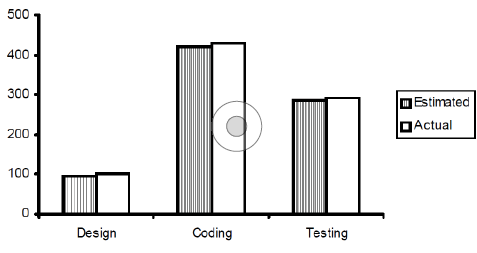 500
400
300
200
100
0
Design
Coding
Testing
Estimated
Actual